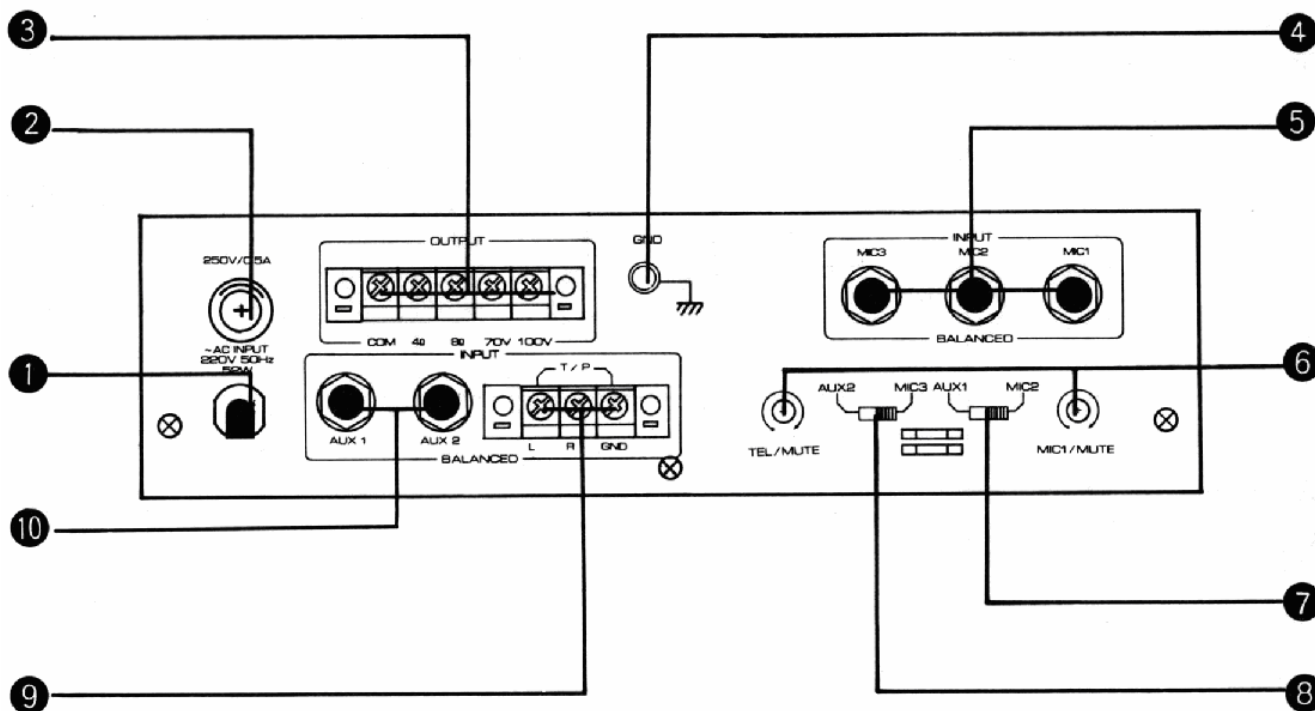 3
4
2
5
OUTPUT
GND
INPUT
MIC3 MIC2 MIC1
250V/0.5A
BALANCED
COM 4Ω 8Ω 70V 100V
~AC INPUT
220V 50Hz
52W
INPUT
T/P
1
6
AUX2 MIC3 AUX1 MIC2
AUX 1 AUX 2 L R GND
BALANCED
TEL/MUTE MIC1/MUTE
10
7
9
8